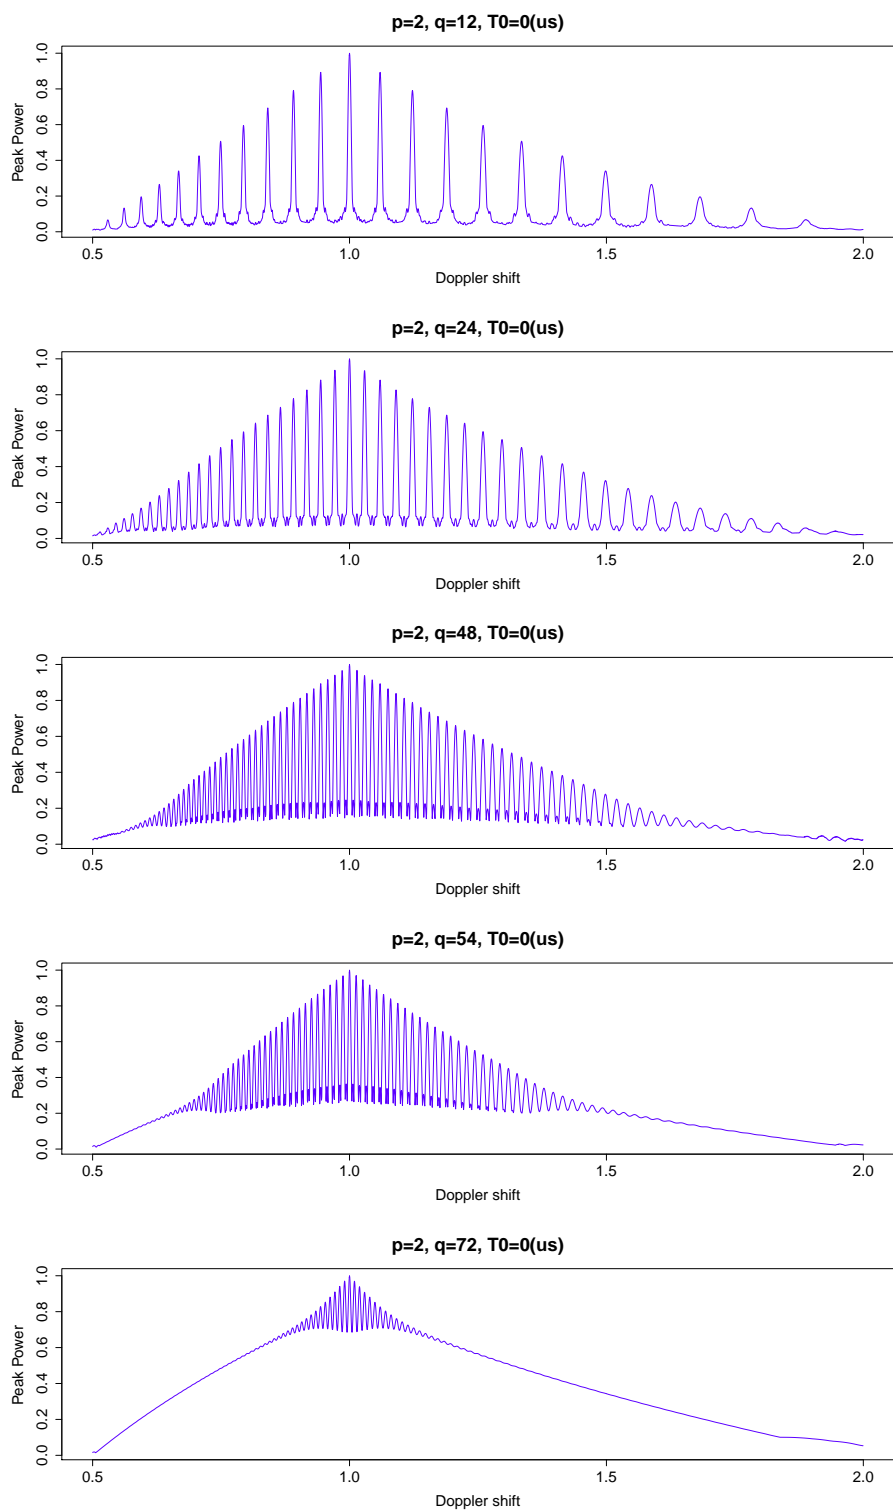 p=2, q=12, T0=0(us)
Peak Power
0.0 0.2 0.4 0.6 0.8 1.0
0.5 1.0 1.5 2.0
Doppler shift
p=2, q=24, T0=0(us)
Peak Power
0.0 0.2 0.4 0.6 0.8 1.0
0.5 1.0 1.5 2.0
Doppler shift
p=2, q=48, T0=0(us)
Peak Power
0.0 0.2 0.4 0.6 0.8 1.0
0.5 1.0 1.5 2.0
Doppler shift
p=2, q=54, T0=0(us)
Peak Power
0.0 0.2 0.4 0.6 0.8 1.0
0.5 1.0 1.5 2.0
Doppler shift
p=2, q=72, T0=0(us)
Peak Power
0.0 0.2 0.4 0.6 0.8 1.0
0.5 1.0 1.5 2.0
Doppler shift